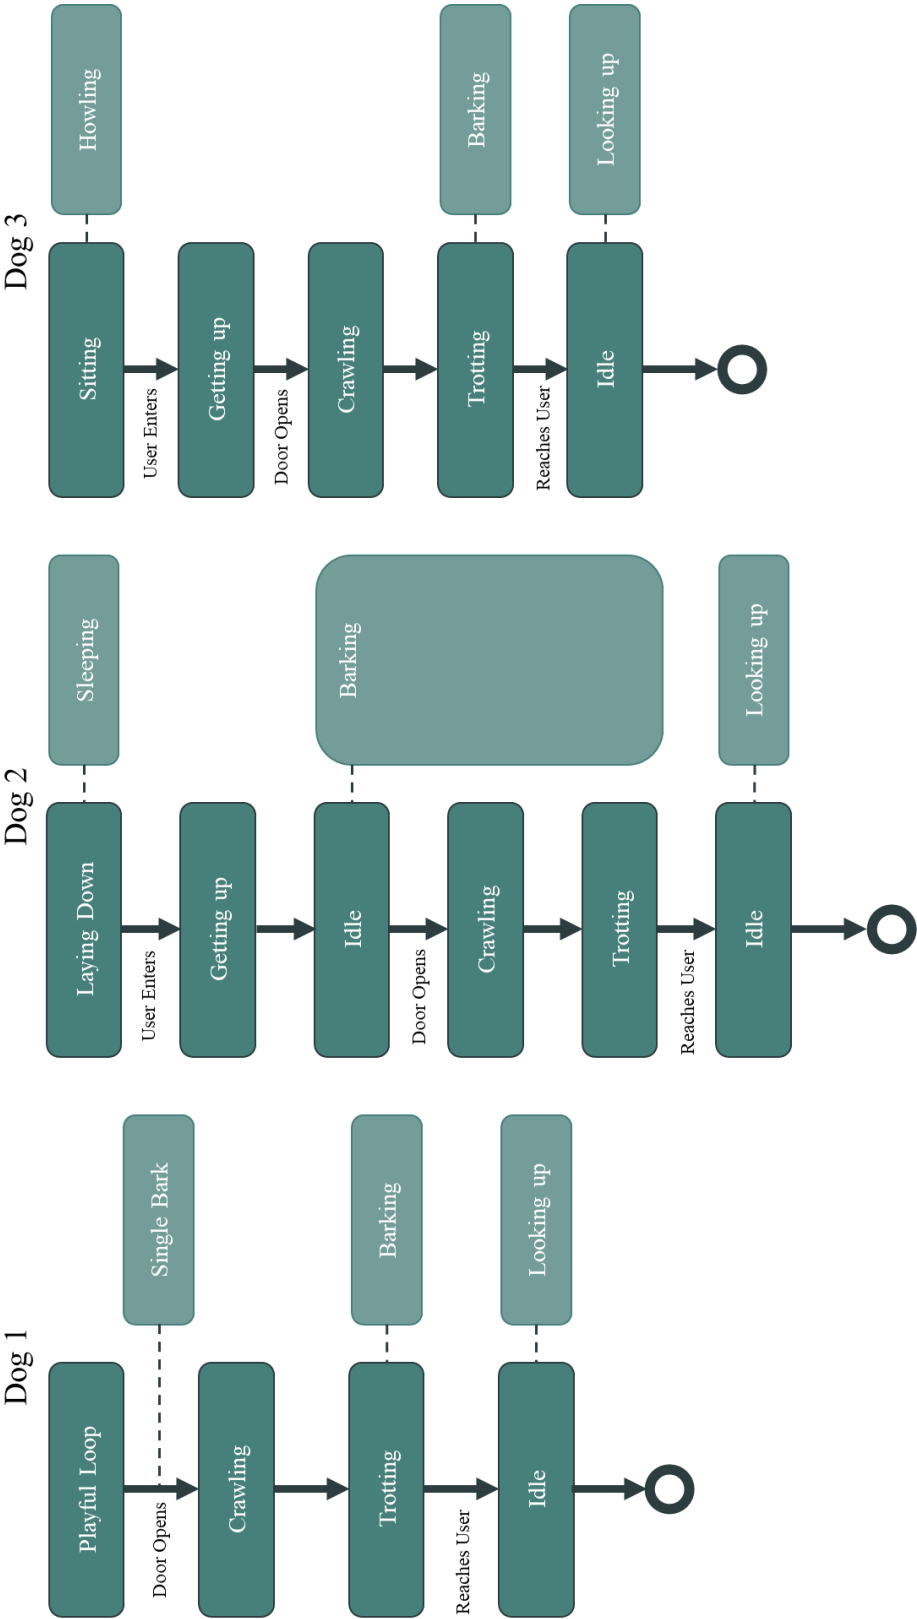 Dog 1
Playful Loop
Single Bark
Door Opens
Crawling
Trotting
Barking
Reaches User
Idle
Looking up
Dog 2
Laying Down
Sleeping
User Enters
Getting up
Idle
Barking
Door Opens
Crawling
Trotting
Reaches User
Idle
Looking up
Dog 3
Sitting
Howling
User Enters
Getting up
Door Opens
Crawling
Trotting
Barking
Reaches User
Idle
Looking up